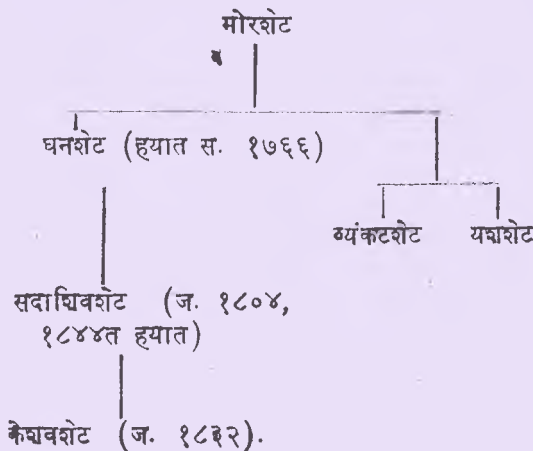 मोरशेट
घनशेट (हयात स. १७६६)
व्यंकटशेट यशशेट
सदाशिवशेट (ज. १८०४,
१८४४त हयात)
केशवशेट (ज. १८३२).